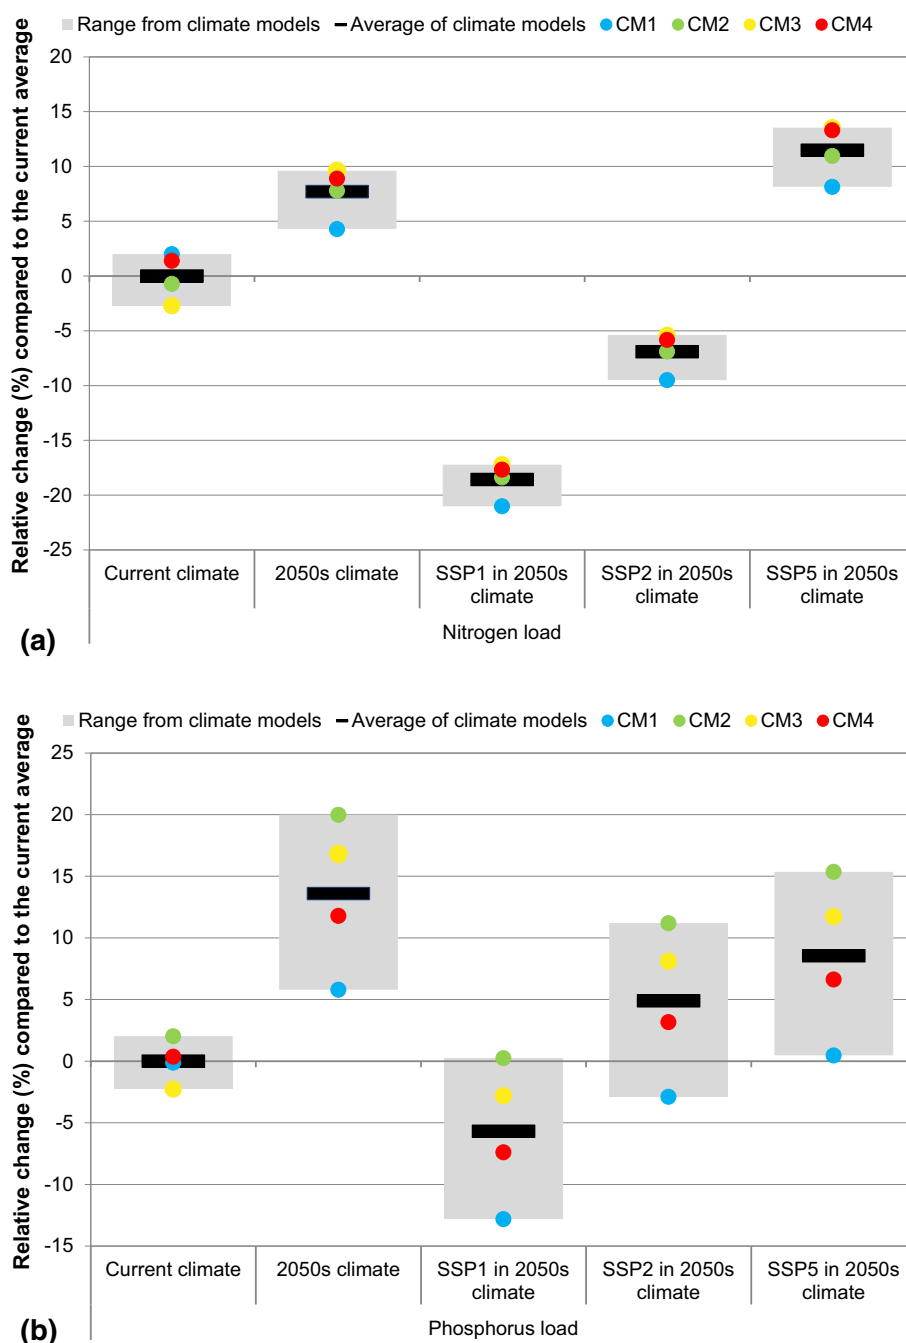 Range from climate models Average of climate models CM1 CM2 CM3 CM4
Relative change (%) compared to the current average
20
15
10
5
0
-5
-10
-15
-20
-25
Current climate 2050s climate SSP1 in 2050s SSP2 in 2050s SSP5 in 2050s
climate climate climate
Nitrogen load
(a)
Range from climate models Average of climate models CM1 CM2 CM3 CM4
Relative change (%) compared to the current average
25
20
15
10
5
0
-5
-10
-15
Current climate 2050s climate SSP1 in 2050s SSP2 in 2050s SSP5 in 2050s
climate climate climate
Phosphorus load
(b)